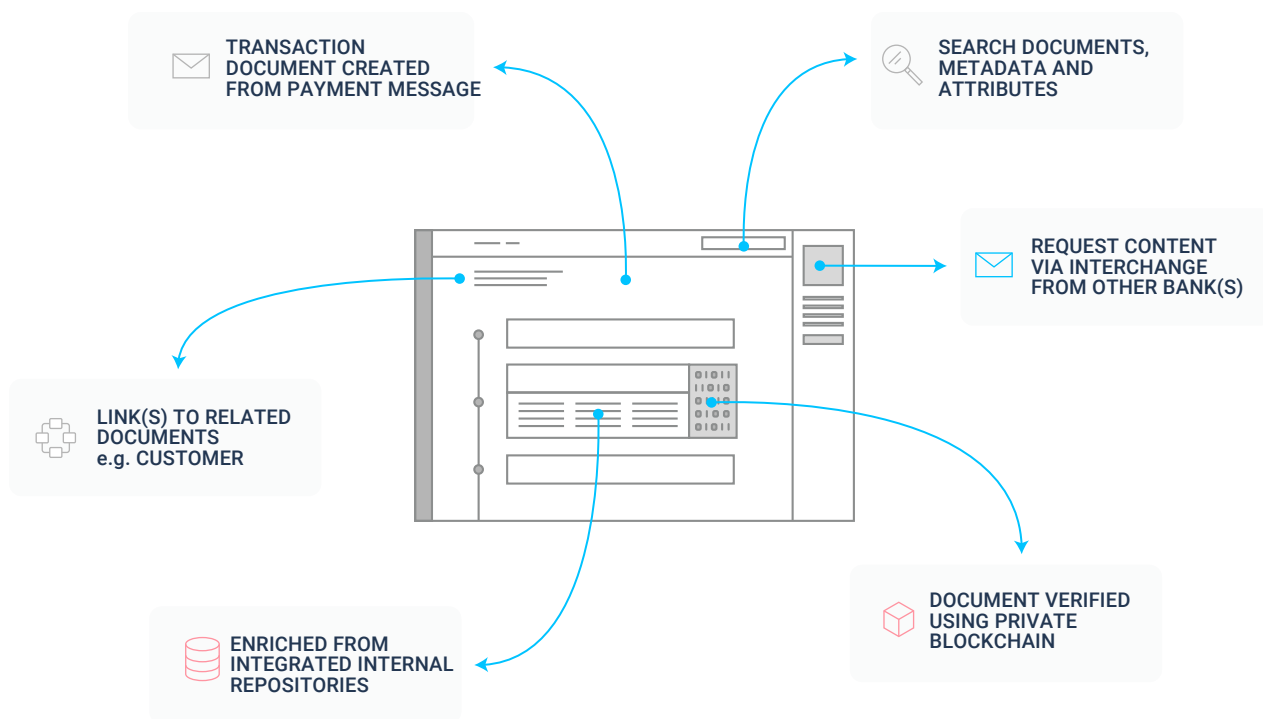 TRANSACTION
DOCUMENT CREATED
FROM PAYMENT MESSAGE
SEARCH DOCUMENTS,
METADATA AND
ATTRIBUTES
REQUEST CONTENT
VIA INTERCHANGE
FROM OTHER BANK(S)
LINK(S) TO RELATED
DOCUMENTS
e.g. CUSTOMER
DOCUMENT VERIFIED
USING PRIVATE
BLOCKCHAIN
ENRICHED FROM
INTEGRATED INTERNAL
REPOSITORIES